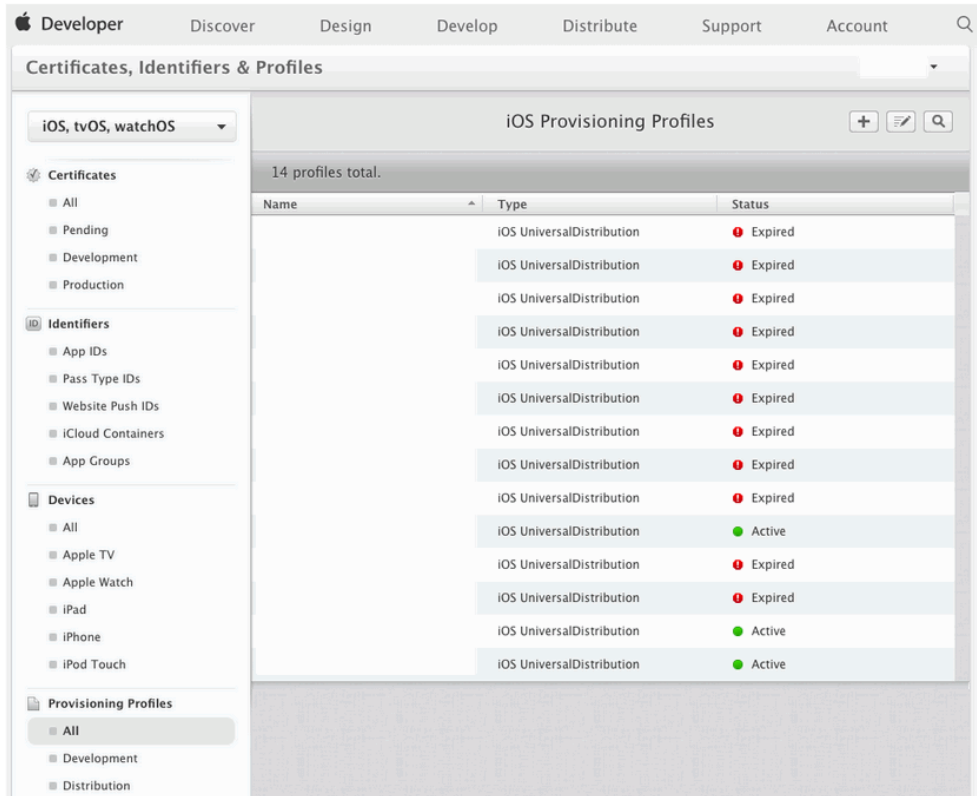 Developer Discover Design Develop Distribute Support Account
Certificates, Identifiers & Profiles
iOS, tvOS, watchOS
Certificates
All
Pending
Development
Production
ID Identifiers
App IDs
Pass Type IDs
Website Push IDs
iCloud Containers
App Groups
Devices
All
Apple TV
Apple Watch
iPad
iPhone
iPod Touch
Provisioning Profiles
All
Development
Distribution
iOS Provisioning Profiles
14 profiles total.
Name Type Status
iOS UniversalDistribution Expired
iOS UniversalDistribution Expired
iOS UniversalDistribution Expired
iOS UniversalDistribution Expired
iOS UniversalDistribution Expired
iOS UniversalDistribution Expired
iOS UniversalDistribution Expired
iOS UniversalDistribution Expired
iOS UniversalDistribution Expired
iOS UniversalDistribution Active
iOS UniversalDistribution Expired
iOS UniversalDistribution Expired
iOS UniversalDistribution Active
iOS UniversalDistribution Active